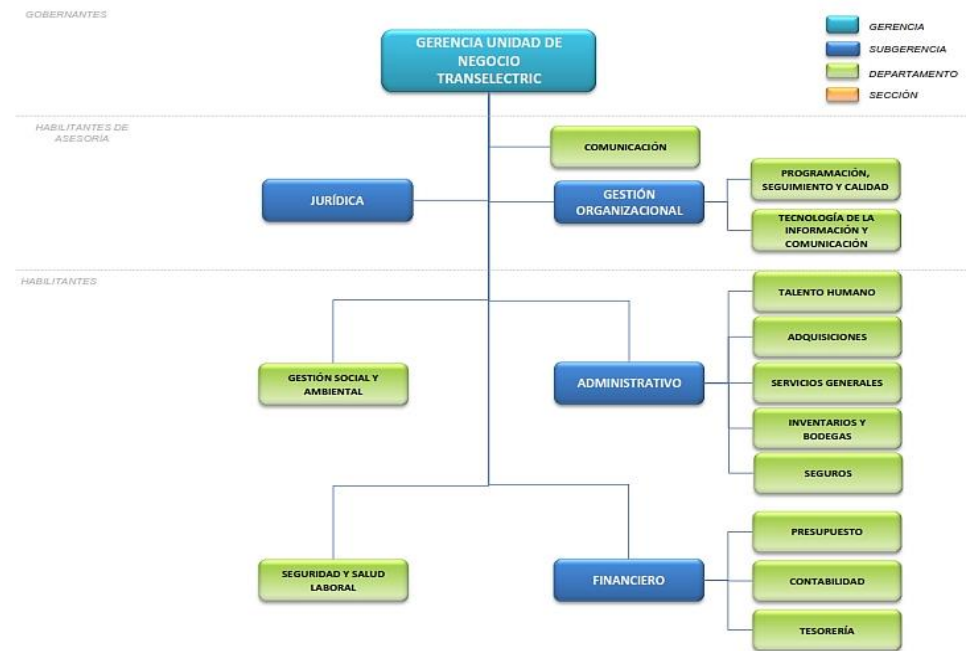 GOBERNANTES
GERENCIA UNIDAD DE
NEGOCIO
TRANSELECTRIC
GERENCIA
SUBGERENCIA
DEPARTAMENTO
SECCIÓN
HABILITANTES DE
ASESORÍA
COMUNICACIÓN
JURÍDICA
GESTIÓN
ORGANIZACIONAL
PROGRAMACIÓN,
SEGUIMIENTO Y CALIDAD
TECNOLOGÍA DE LA
INFORMACIÓN Y
COMUNICACIÓN
HABILITANTES
GESTIÓN SOCIAL Y
AMBIENTAL
ADMINISTRATIVO
TALENTO HUMANO
ADQUISICIONES
SERVICIOS GENERALES
INVENTARIOS Y
BODEGAS
SEGUROS
SEGURIDAD Y SALUD
LABORAL
FINANCIERO
PRESUPUESTO
CONTABILIDAD
TESORERÍA